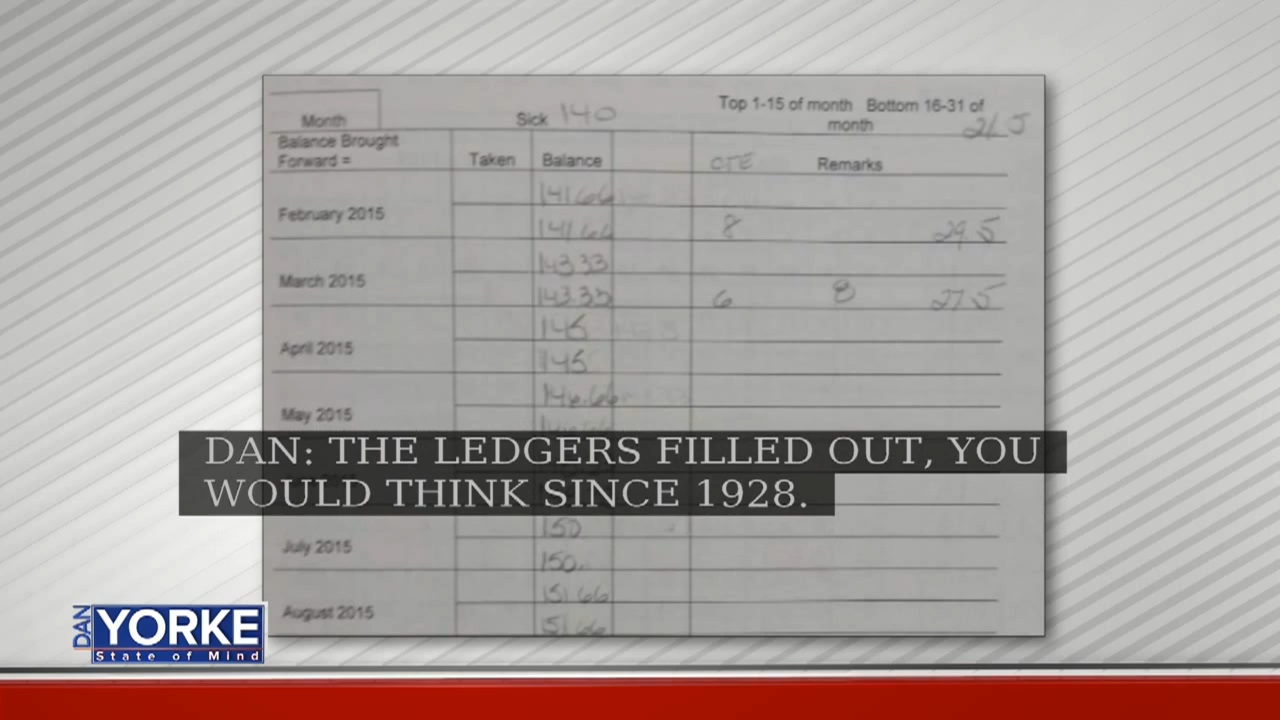 Top 1-15 of month Bottom 16-31 of
Month Sick 140 month 21.5
Balance Brought
Forward = Taken Balance CTE Remarks
141.66
February 2015
141.66 8 29.5
143.33
March 2015
143.33 6 8 27.5
145
April 2015
145
146.66
May 2015
DAN: THE LEDGERS FILLED OUT, YOU
WOULD THINK SINCE 1928.
150
July 2015
150.
151.66
August 2015
151.66
DAN YORKE
State of Mind